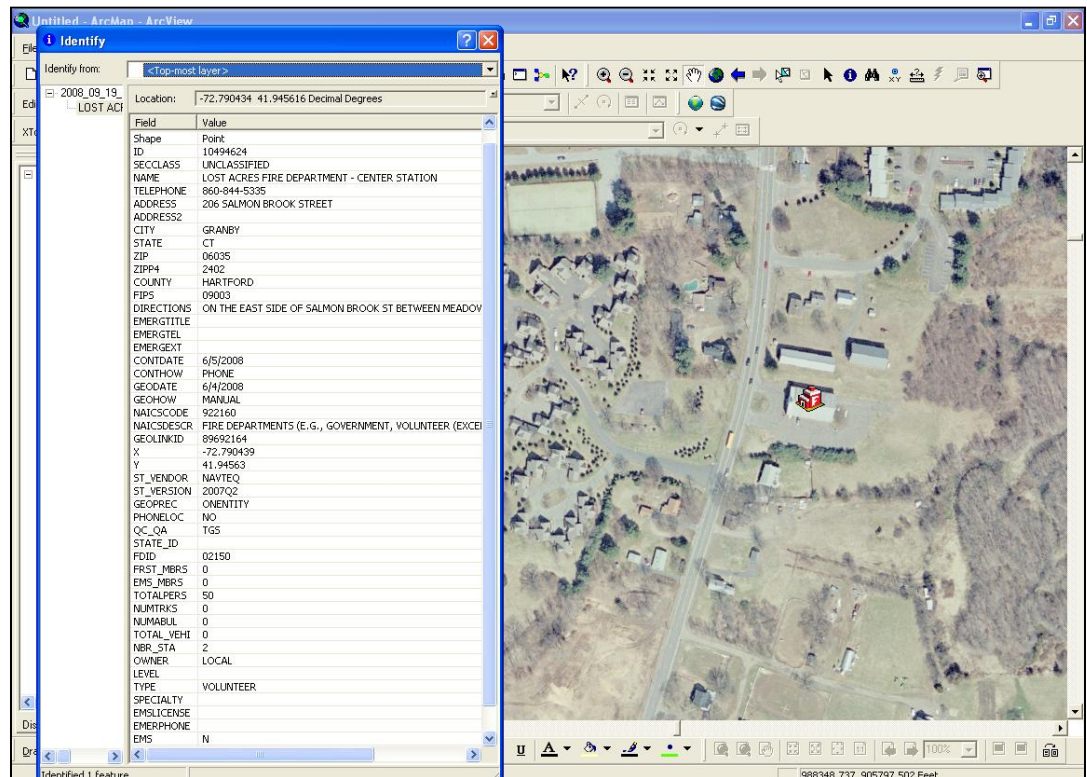 Untitled - ArcMap - ArcView
Identify
Identify from:
<Top-most layer>
2008_09_19_
LOST ACF
Location: -72.790434 41.945616 Decimal Degrees
Field Value
Shape Point
ID 10494624
SECCLASS UNCLASSIFIED
NAME LOST ACRES FIRE DEPARTMENT - CENTER STATION
TELEPHONE 860-844-5335
ADDRESS 206 SALMON BROOK STREET
ADDRESS2
CITY GRANBY
STATE CT
ZIP 06035
ZIPP4 2402
COUNTY HARTFORD
FIPS 09003
DIRECTIONS ON THE EAST SIDE OF SALMON BROOK ST BETWEEN MEADOV
EMERGTITLE
EMERGTEL
EMERGEXT
CONTDATE 6/5/2008
CONTHOW PHONE
GEODATE 6/4/2008
GEOHOW MANUAL
NAICSCODE 922160
NAICSDESCR FIRE DEPARTMENTS (E.G., GOVERNMENT, VOLUNTEER (EXCEI
GEOLINKID 89692164
X -72.790439
Y 41.94563
ST_VENDOR NAVTEQ
ST_VERSION 2007Q2
GEOPREC ONENTITY
PHONELOC NO
QC_QA TGS
STATE_ID
FDID 02150
FRST_MBRS 0
EMS_MBRS 0
TOTALPERS 50
NUMTRKS 0
NUMABUL 0
TOTAL_VEHI 0
NBR_STA 2
OWNER LOCAL
LEVEL
TYPE VOLUNTEER
SPECIALTY
EMSLICENSE
EMERPHONE
EMS N
Identified 1 feature
File
Edi
XTo
Dis
Dra
F
U A 100%
988348.737 905797.502 Feet